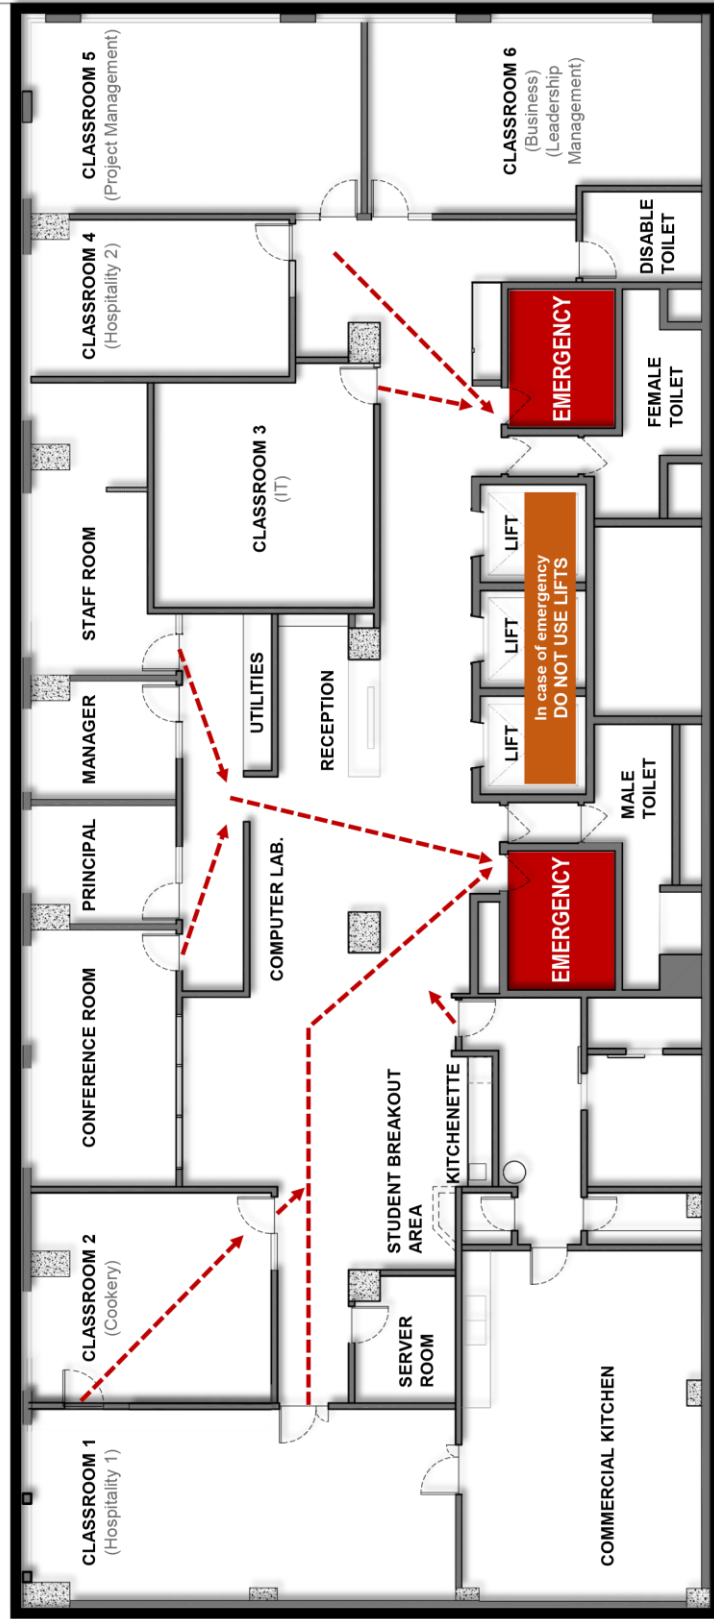 CLASSROOM 5
(Project Management)
CLASSROOM 6
(Business)
(Leadership
Management)
CLASSROOM 4
(Hospitality 2)
DISABLE
TOILET
EMERGENCY
FEMALE
TOILET
CLASSROOM 3
(IT)
STAFF ROOM
LIFT
LIFT
LIFT
In case of emergency
DO NOT USE LIFTS
MANAGER
UTILITIES
RECEPTION
PRINCIPAL
COMPUTER LAB.
MALE
TOILET
EMERGENCY
CONFERENCE ROOM
STUDENT BREAKOUT
AREA
KITCHENETTE
CLASSROOM 2
(Cookery)
SERVER
ROOM
CLASSROOM 1
(Hospitality 1)
COMMERCIAL KITCHEN